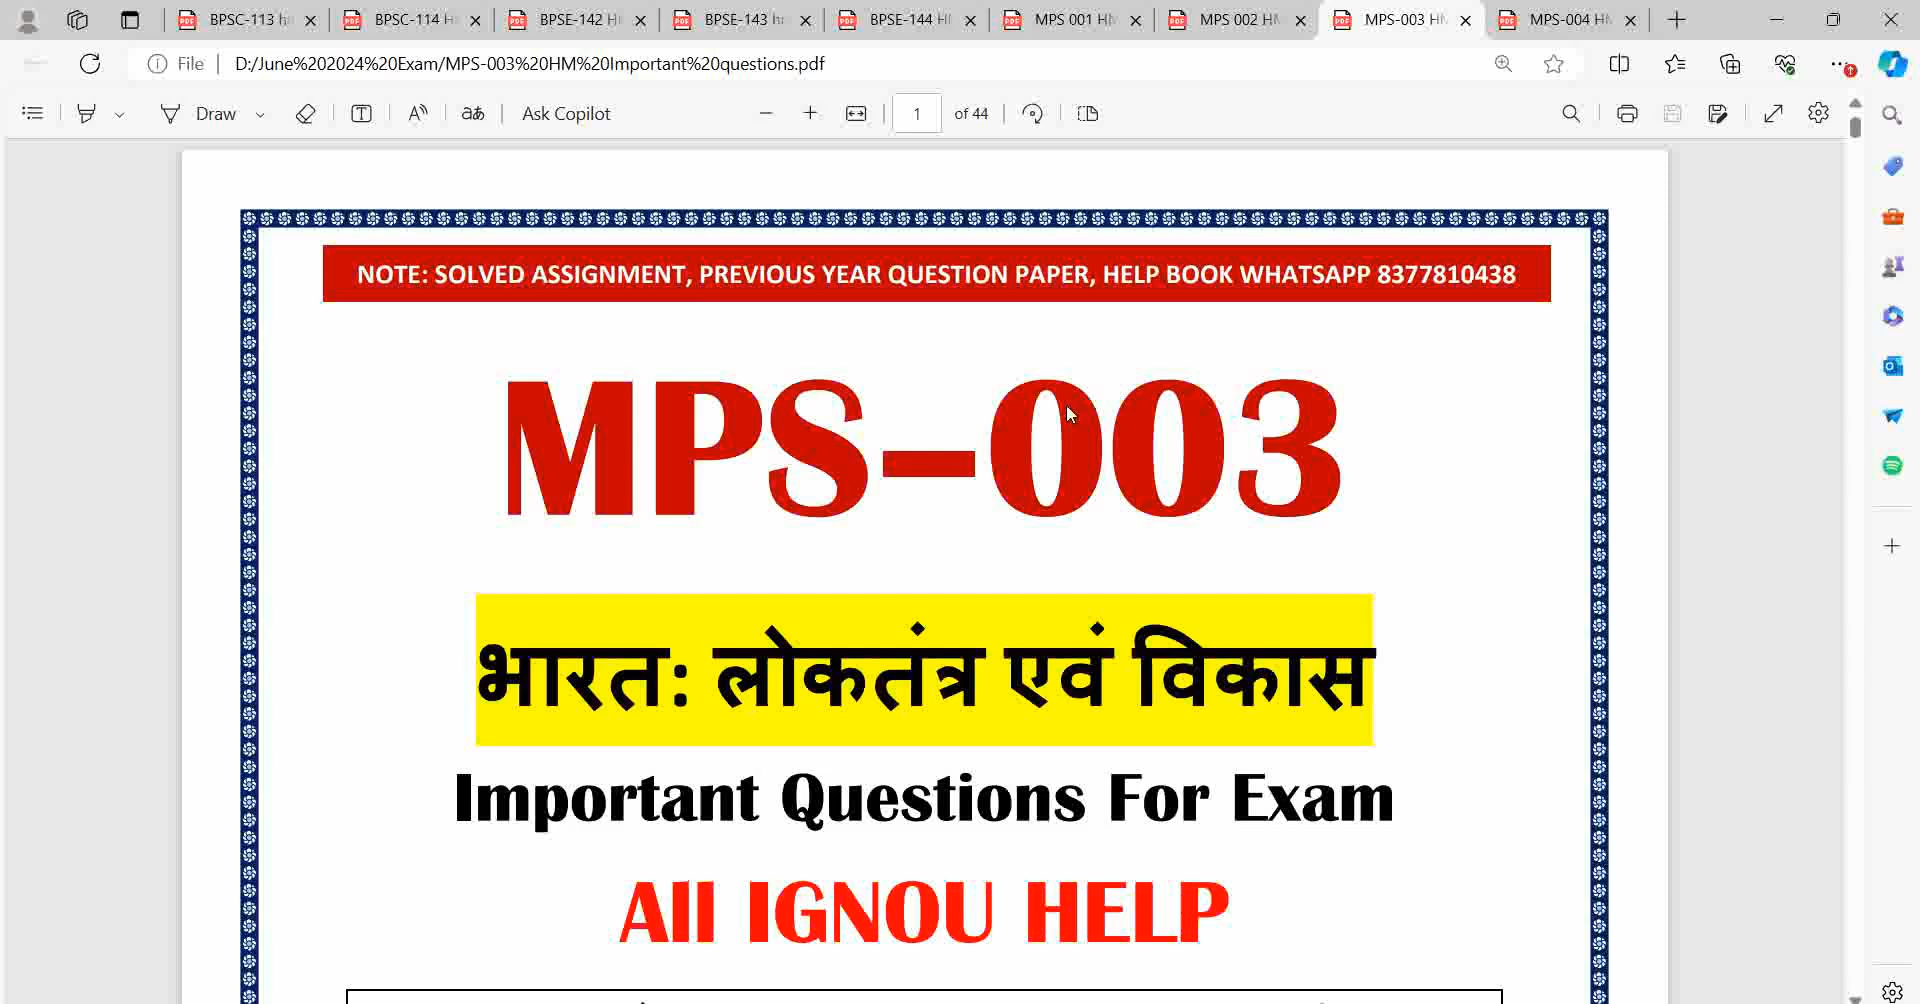 BPSC-113 h
BPSC-114 H
BPSE-142 H
BPSE-143 h
BPSE-144 H
MPS 001 H
MPS 002 H
MPS-003 H
MPS-004 H
File D:/June%202024%20Exam/MPS-003%20HM%20Important%20questions.pdf
Draw aあ Ask Copilot 1 of 44
NOTE: SOLVED ASSIGNMENT, PREVIOUS YEAR QUESTION PAPER, HELP BOOK WHATSAPP 8377810438
MPS-003
भारत: लोकतंत्र एवं विकास
Important Questions For Exam
All IGNOU HELP